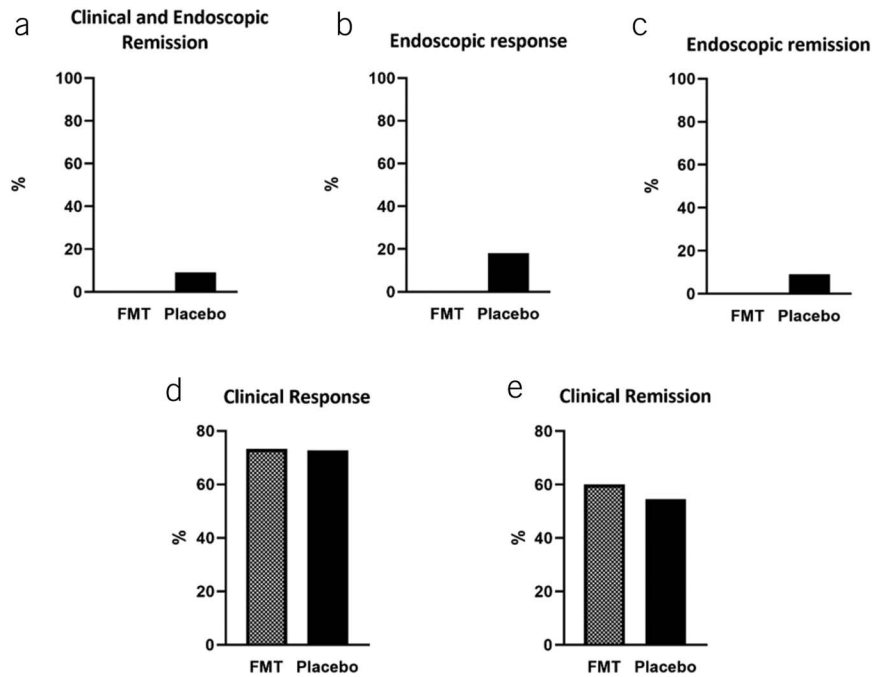 a
Clinical and Endoscopic
Remission
100
80
60
40
20
0
%
FMT Placebo
b
Endoscopic response
100
80
60
40
20
0
%
FMT Placebo
c
Endoscopic remission
100
80
60
40
20
0
%
FMT Placebo
d
Clinical Response
80
60
40
20
0
%
FMT Placebo
e
Clinical Remission
80
60
40
20
0
%
FMT Placebo